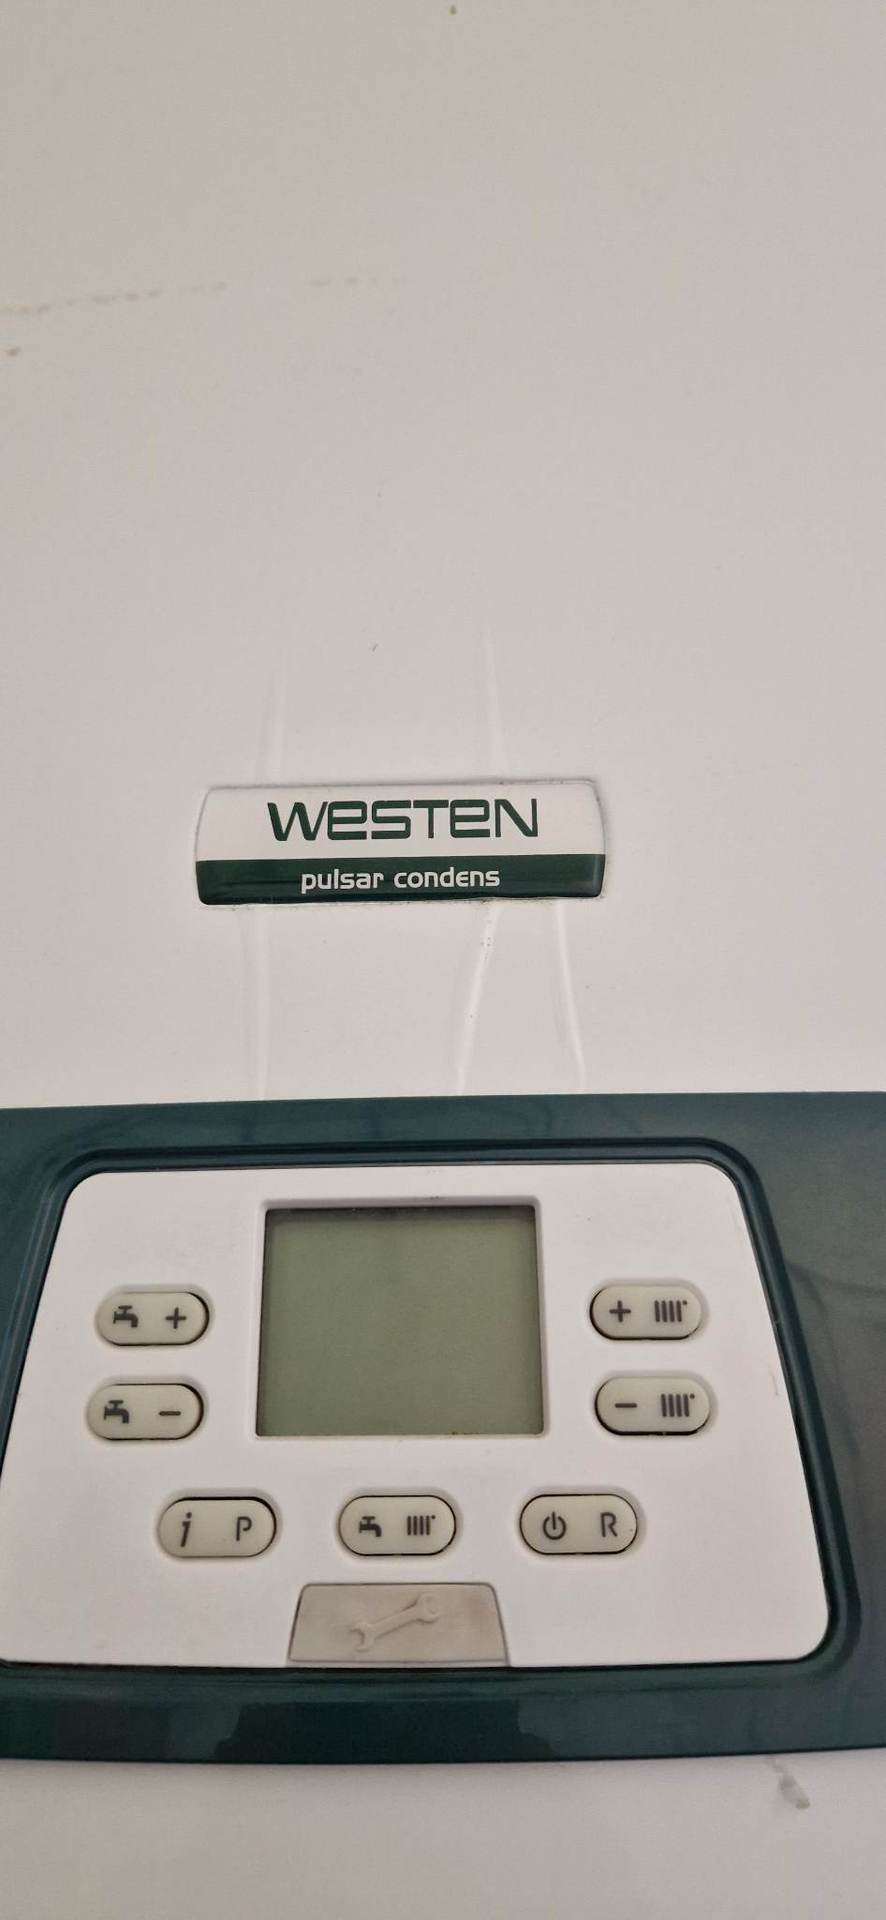 WESTEN
pulsar condens
+
+
-
-
i P
R